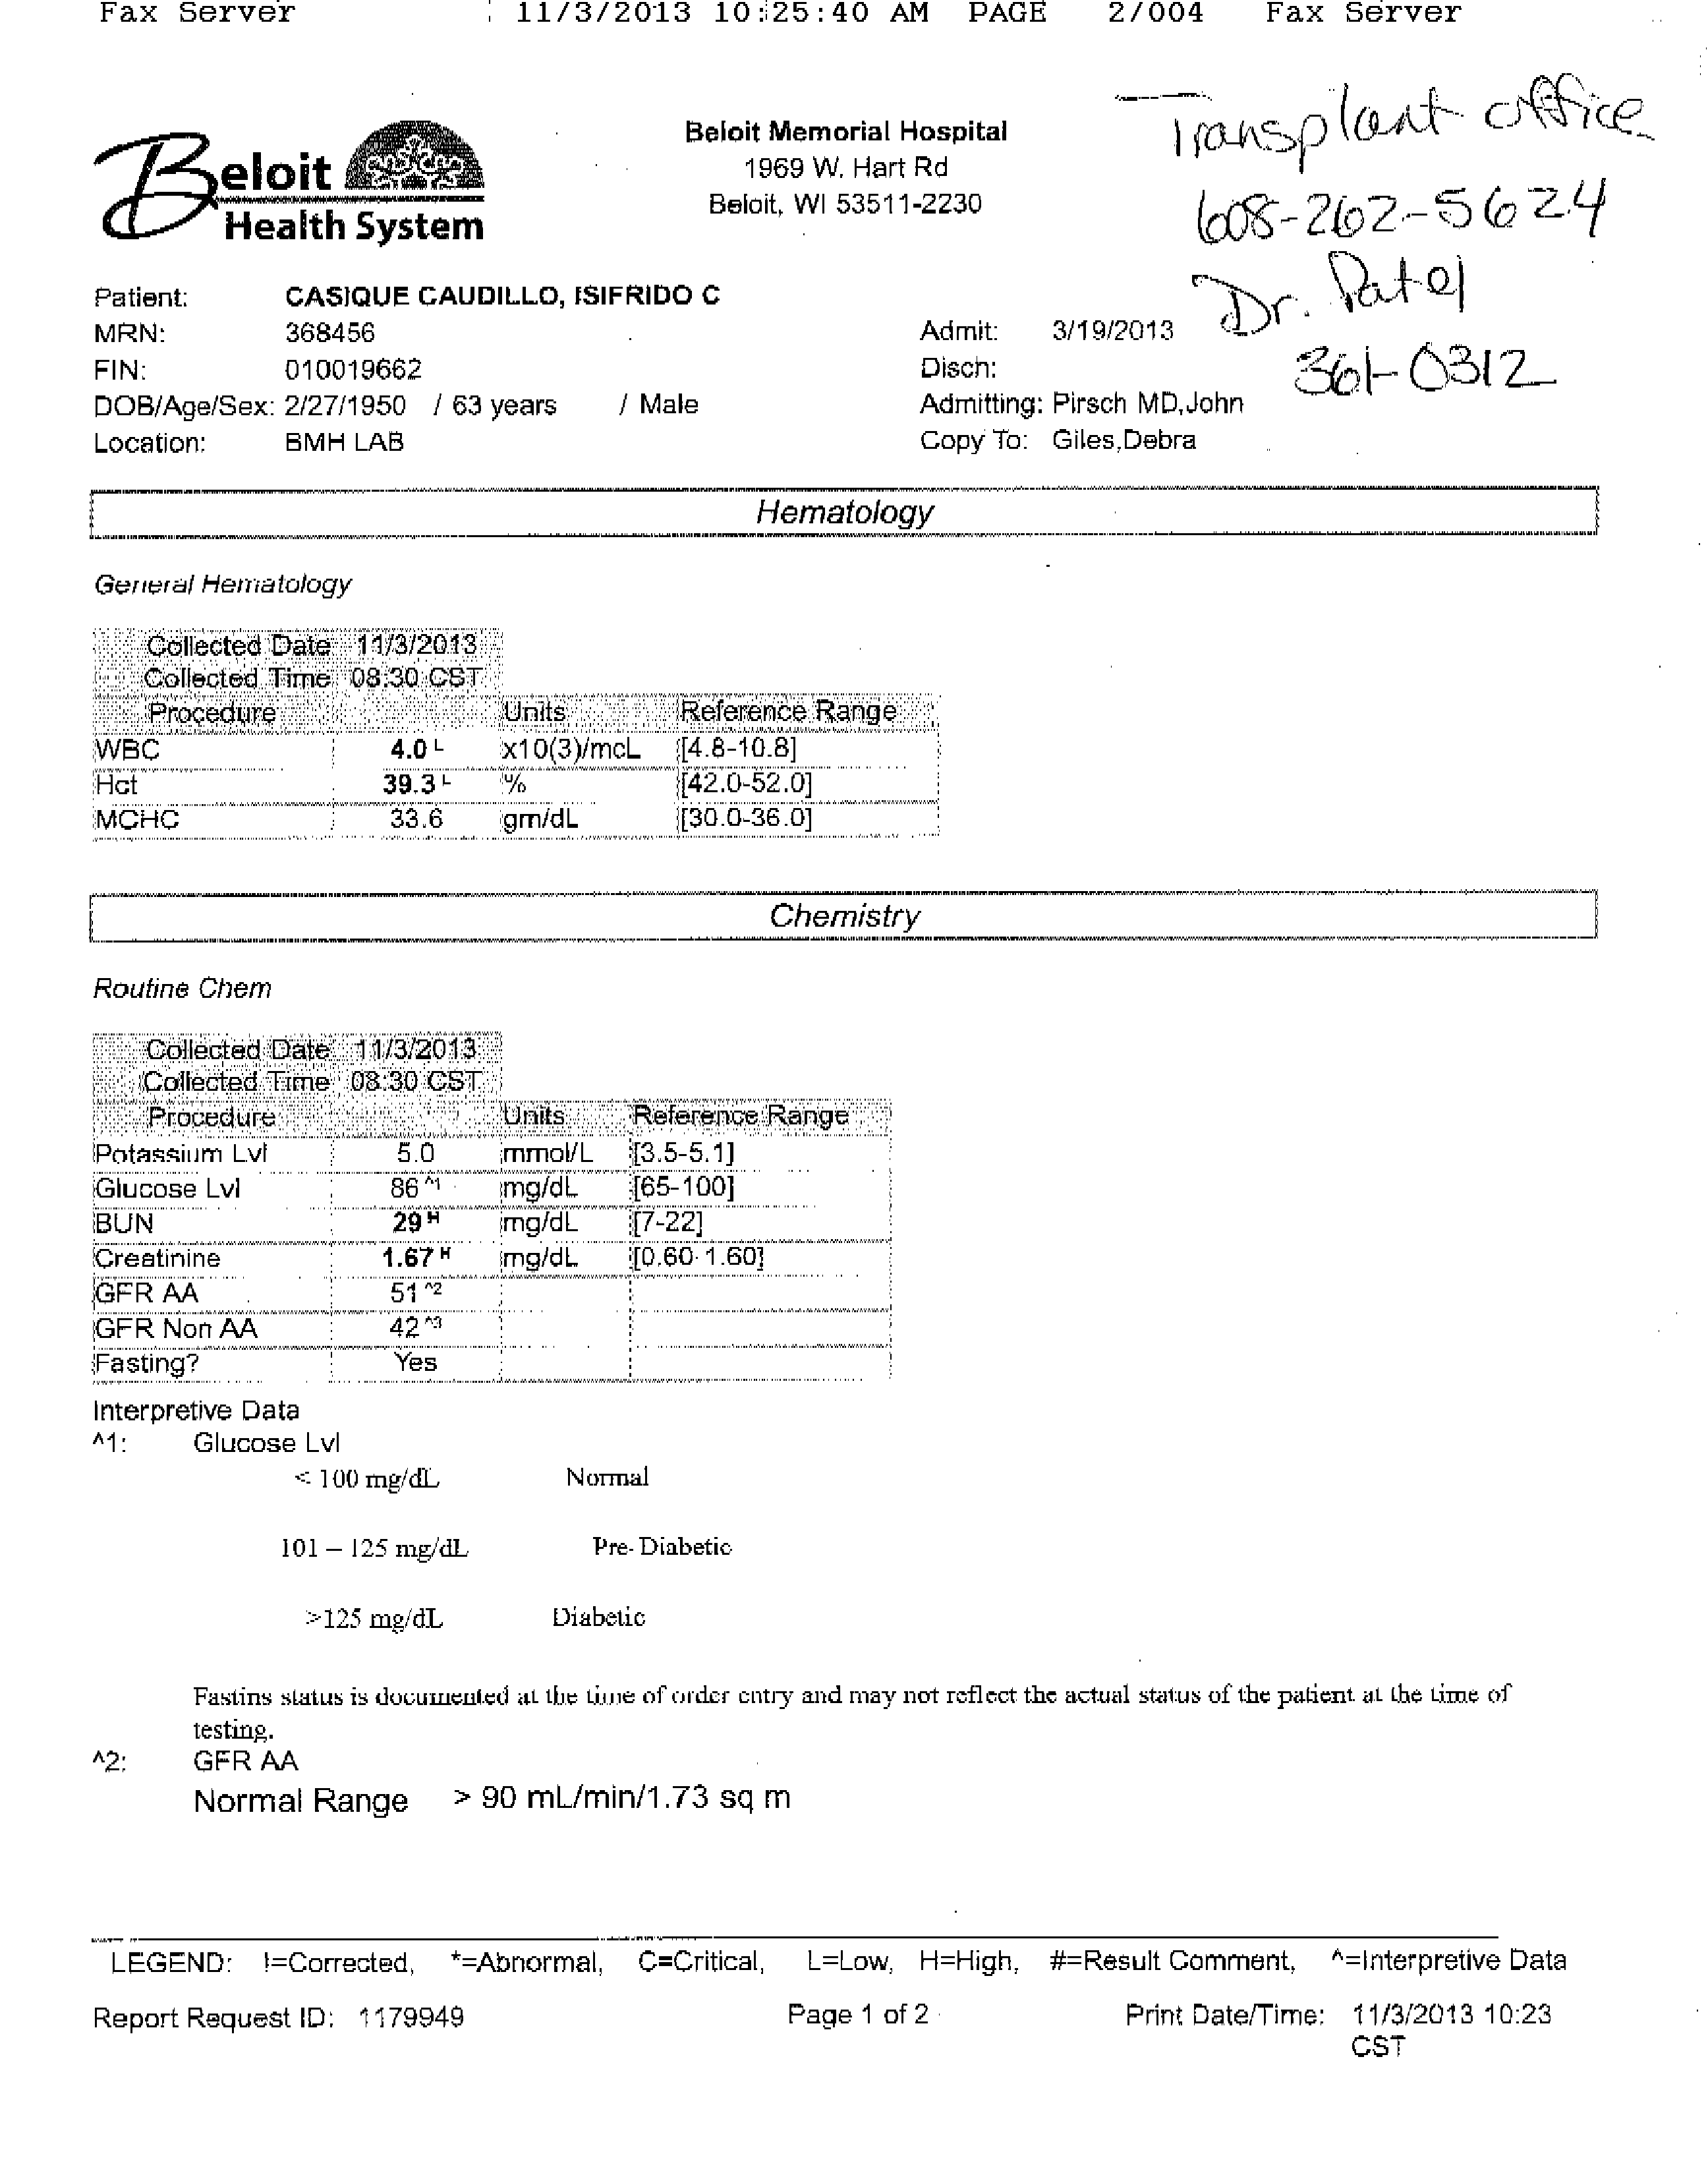 Fax Server 11/3/2013 10:25:40 AM PAGE 2/004 Fax Server
Beloit Health System
Beloit Memorial Hospital
1969 W. Hart Rd
Beloit, WI 53511-2230
Transplant office
608-262-5624
Dr. Patel
361-0312
Patient: CASIQUE CAUDILLO, ISIFRIDO C
MRN: 368456
Admit: 3/19/2013
FIN: 010019662
Disch:
DOB/Age/Sex: 2/27/1950 / 63 years / Male
Admitting: Pirsch MD,John
Location: BMH LAB
Copy To: Giles,Debra
Hematology
General Hematology
Collected Date 11/3/2013
Collected Time 08:30 CST
Procedure Units Reference Range
WBC 4.0 L x10(3)/mcL [4.8-10.8]
Hct 39.3 L % [42.0-52.0]
MCHC 33.6 gm/dL [30.0-36.0]
Chemistry
Routine Chem
Collected Date 11/3/2013
Collected Time 08:30 CST
Procedure Units Reference Range
Potassium Lvl 5.0 mmol/L [3.5-5.1]
Glucose Lvl 86 ^1 mg/dL [65-100]
BUN 29 H mg/dL [7-22]
Creatinine 1.67 H mg/dL [0.60-1.60]
GFR AA 51 ^2
GFR Non AA 42 ^3
Fasting? Yes
Interpretive Data
^1: Glucose Lvl
< 100 mg/dL Normal
101 – 125 mg/dL Pre-Diabetic
>125 mg/dL Diabetic
Fastins status is documented at the time of order entry and may not reflect the actual status of the patient at the time of
testing.
^2: GFR AA
Normal Range > 90 mL/min/1.73 sq m
LEGEND: !=Corrected, *=Abnormal, C=Critical, L=Low, H=High, #=Result Comment, ^=Interpretive Data
Report Request ID: 1179949 Page 1 of 2 Print Date/Time: 11/3/2013 10:23
CST